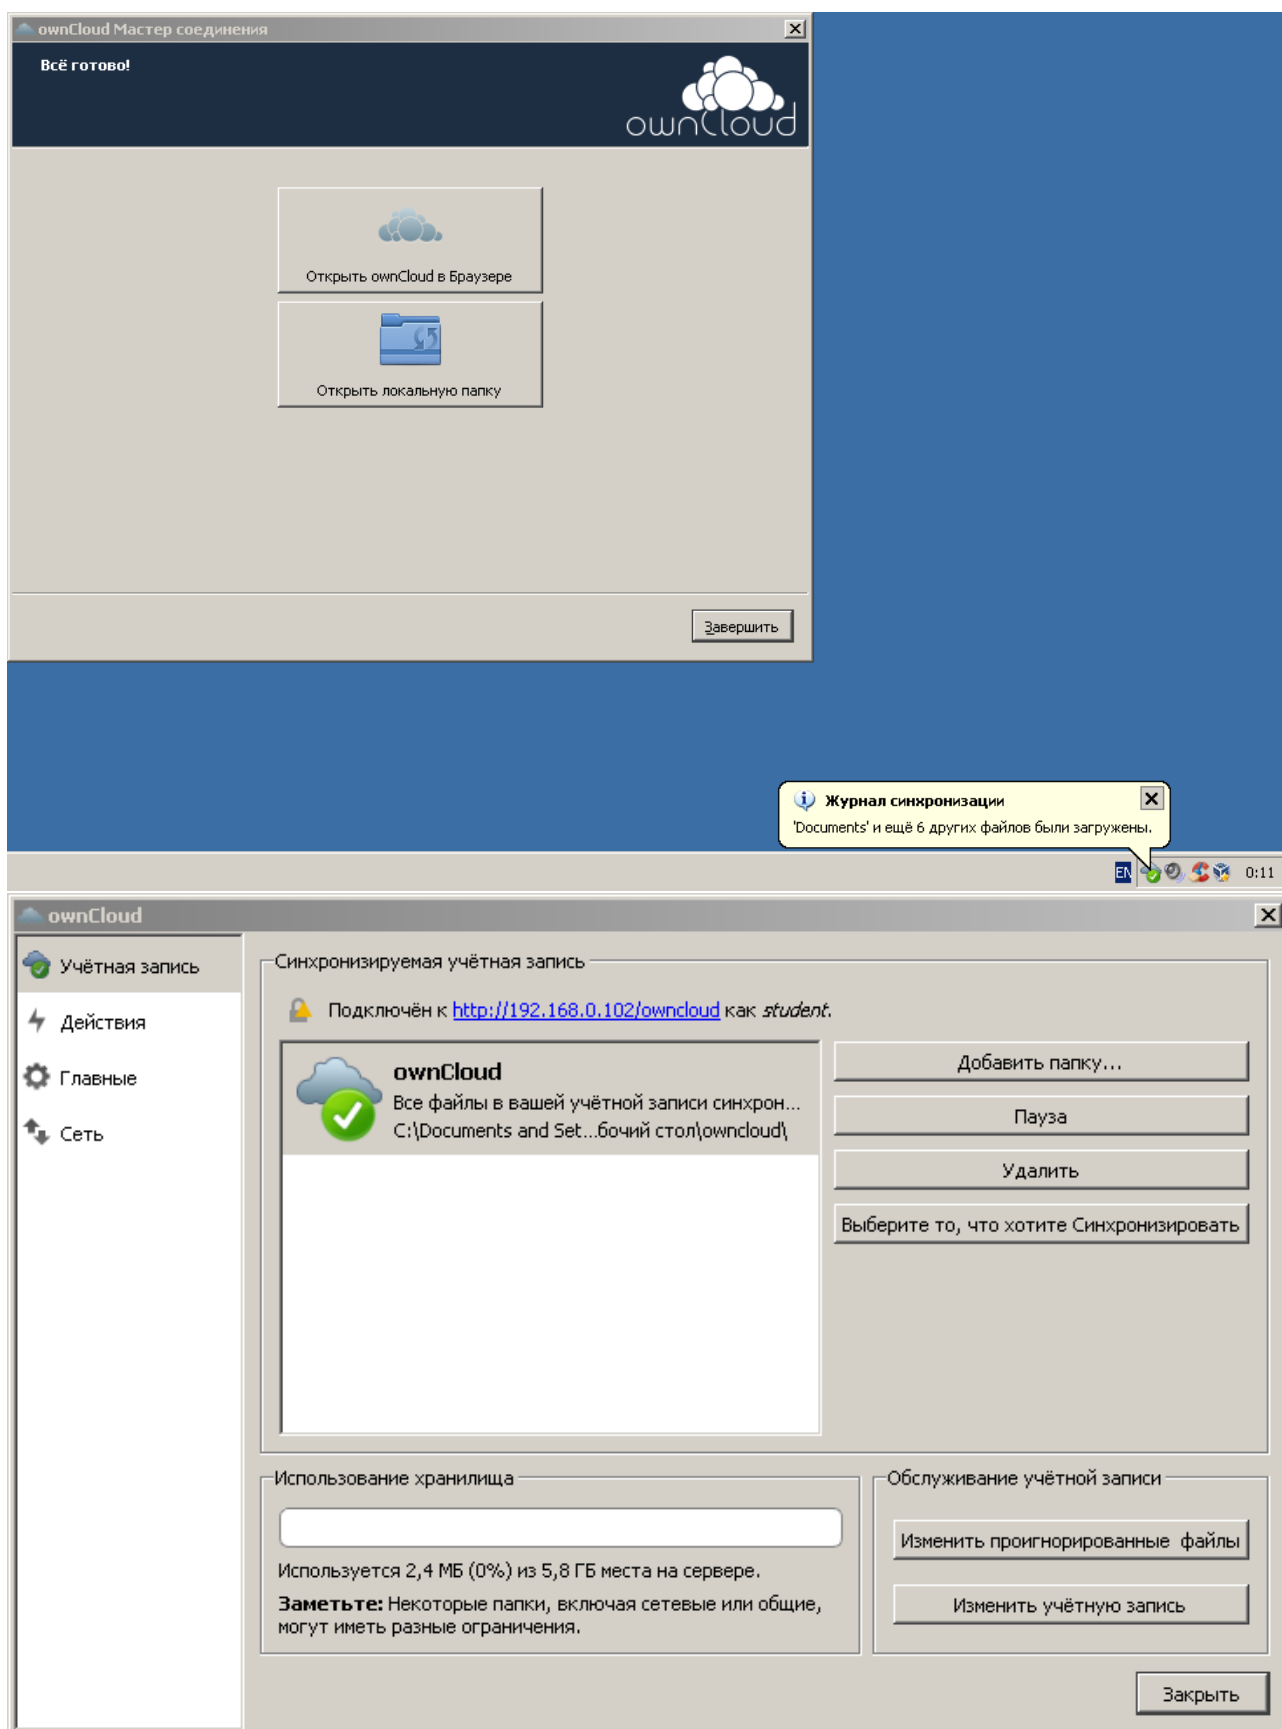 ownCloud Мастер соединения
Всё готово!
ownCloud
Открыть ownCloud в Браузере
Открыть локальную папку
Завершить
Журнал синхронизации
'Documents' и ещё 6 других файлов были загружены.
EN
0:11
ownCloud
Учётная запись
Действия
Главные
Сеть
Синхронизируемая учётная запись
Подключён к http://192.168.0.102/owncloud как student.
ownCloud
Все файлы в вашей учётной записи синхрон...
C:\Documents and Set...бочий стол\owncloud\
Добавить папку...
Пауза
Удалить
Выберите то, что хотите Синхронизировать
Использование хранилища
Используется 2,4 МБ (0%) из 5,8 ГБ места на сервере.
Заметьте: Некоторые папки, включая сетевые или общие,
могут иметь разные ограничения.
Обслуживание учётной записи
Изменить проигнорированные файлы
Изменить учётную запись
Закрыть